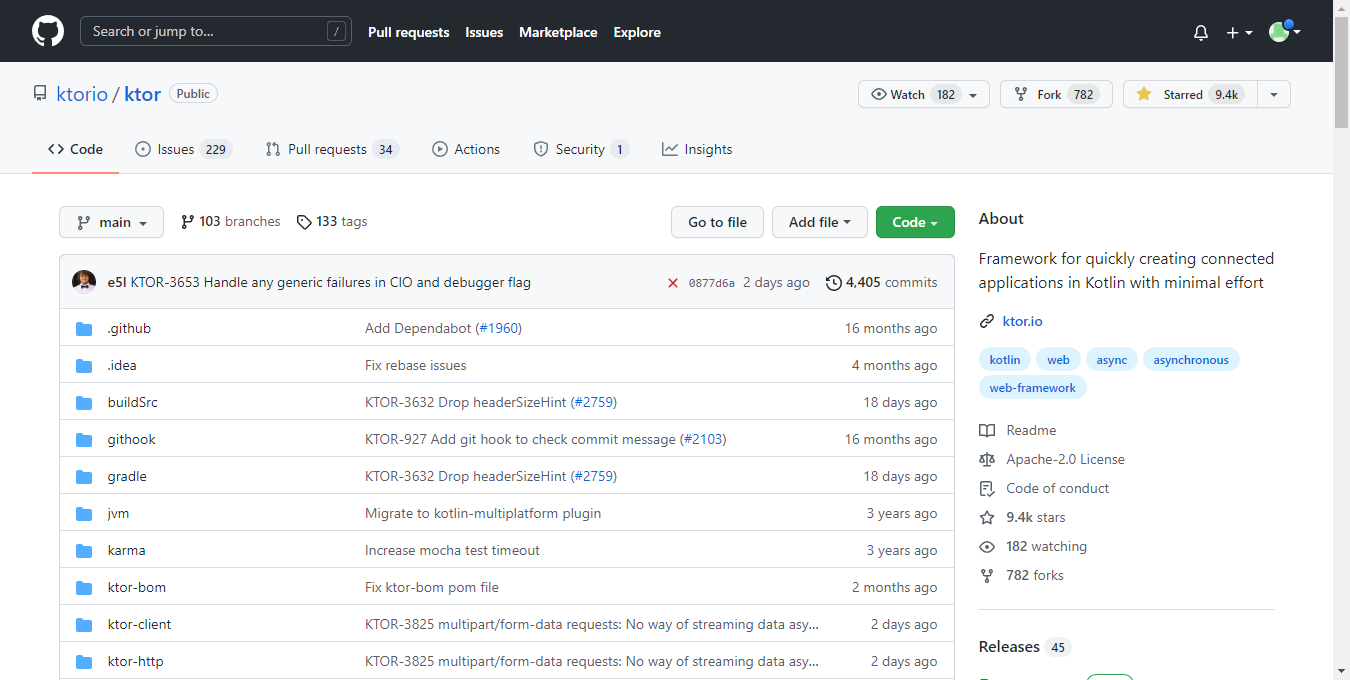 Search or jump to... /
Pull requests Issues Marketplace Explore
ktorio / ktor Public
Watch 182 Fork 782 Starred 9.4k
Code Issues 229 Pull requests 34 Actions Security 1 Insights
main 103 branches 133 tags Go to file Add file Code
e5l KTOR-3653 Handle any generic failures in CIO and debugger flag 0877d6a 2 days ago 4,405 commits
.github Add Dependabot (#1960) 16 months ago
.idea Fix rebase issues 4 months ago
buildSrc KTOR-3632 Drop headerSizeHint (#2759) 18 days ago
githook KTOR-927 Add git hook to check commit message (#2103) 16 months ago
gradle KTOR-3632 Drop headerSizeHint (#2759) 18 days ago
jvm Migrate to kotlin-multiplatform plugin 3 years ago
karma Increase mocha test timeout 3 years ago
ktor-bom Fix ktor-bom pom file 2 months ago
ktor-client KTOR-3825 multipart/form-data requests: No way of streaming data asy... 2 days ago
ktor-http KTOR-3825 multipart/form-data requests: No way of streaming data asy... 2 days ago
About
Framework for quickly creating connected
applications in Kotlin with minimal effort
ktor.io
kotlin web async asynchronous
web-framework
Readme
Apache-2.0 License
Code of conduct
9.4k stars
182 watching
782 forks
Releases 45